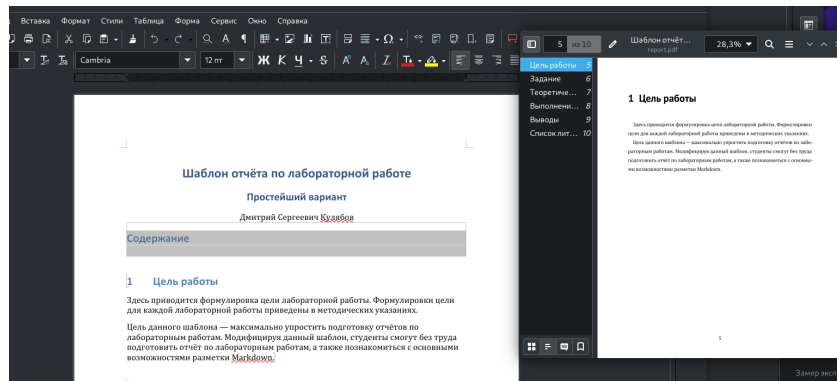 Вставка Формат Стили Таблица Форма Сервис Окно Справка
Cambria 12 пт Ж К Ч S
Шаблон отчёта по лабораторной работе
Простейший вариант
Дмитрий Сергеевич Кулябов
Содержание
1 Цель работы
Здесь приводится формулировка цели лабораторной работы. Формулировки цели
для каждой лабораторной работы приведены в методических указаниях.
Цель данного шаблона — максимально упростить подготовку отчётов по
лабораторным работам. Модифицируя данный шаблон, студенты смогут без труда
подготовить отчёт по лабораторным работам, а также познакомиться с основными
возможностями разметки Markdown.
5 из 10
Шаблон отчёт...
report.pdf
28,3%
Цель работы 5
Задание 6
Теоретиче... 7
Выполнени... 8
Выводы 9
Список лит... 10
1 Цель работы
Здесь приводится формулировка цели лабораторной работы. Формулировки
цели для каждой лабораторной работы приведены в методических указаниях.
Цель данного шаблона — максимально упростить подготовку отчётов по лабо-
раторным работам. Модифицируя данный шаблон, студенты смогут без труда
подготовить отчёт по лабораторным работам, а также познакомиться с основны-
ми возможностями разметки Markdown.
5
Замер эксп